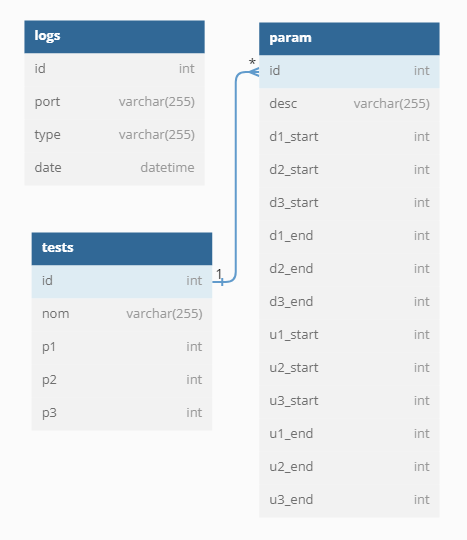 logs
id int
port varchar(255)
type varchar(255)
date datetime
tests
id int
nom varchar(255)
p1 int
p2 int
p3 int
1
*
param
id int
desc varchar(255)
d1_start int
d2_start int
d3_start int
d1_end int
d2_end int
d3_end int
u1_start int
u2_start int
u3_start int
u1_end int
u2_end int
u3_end int